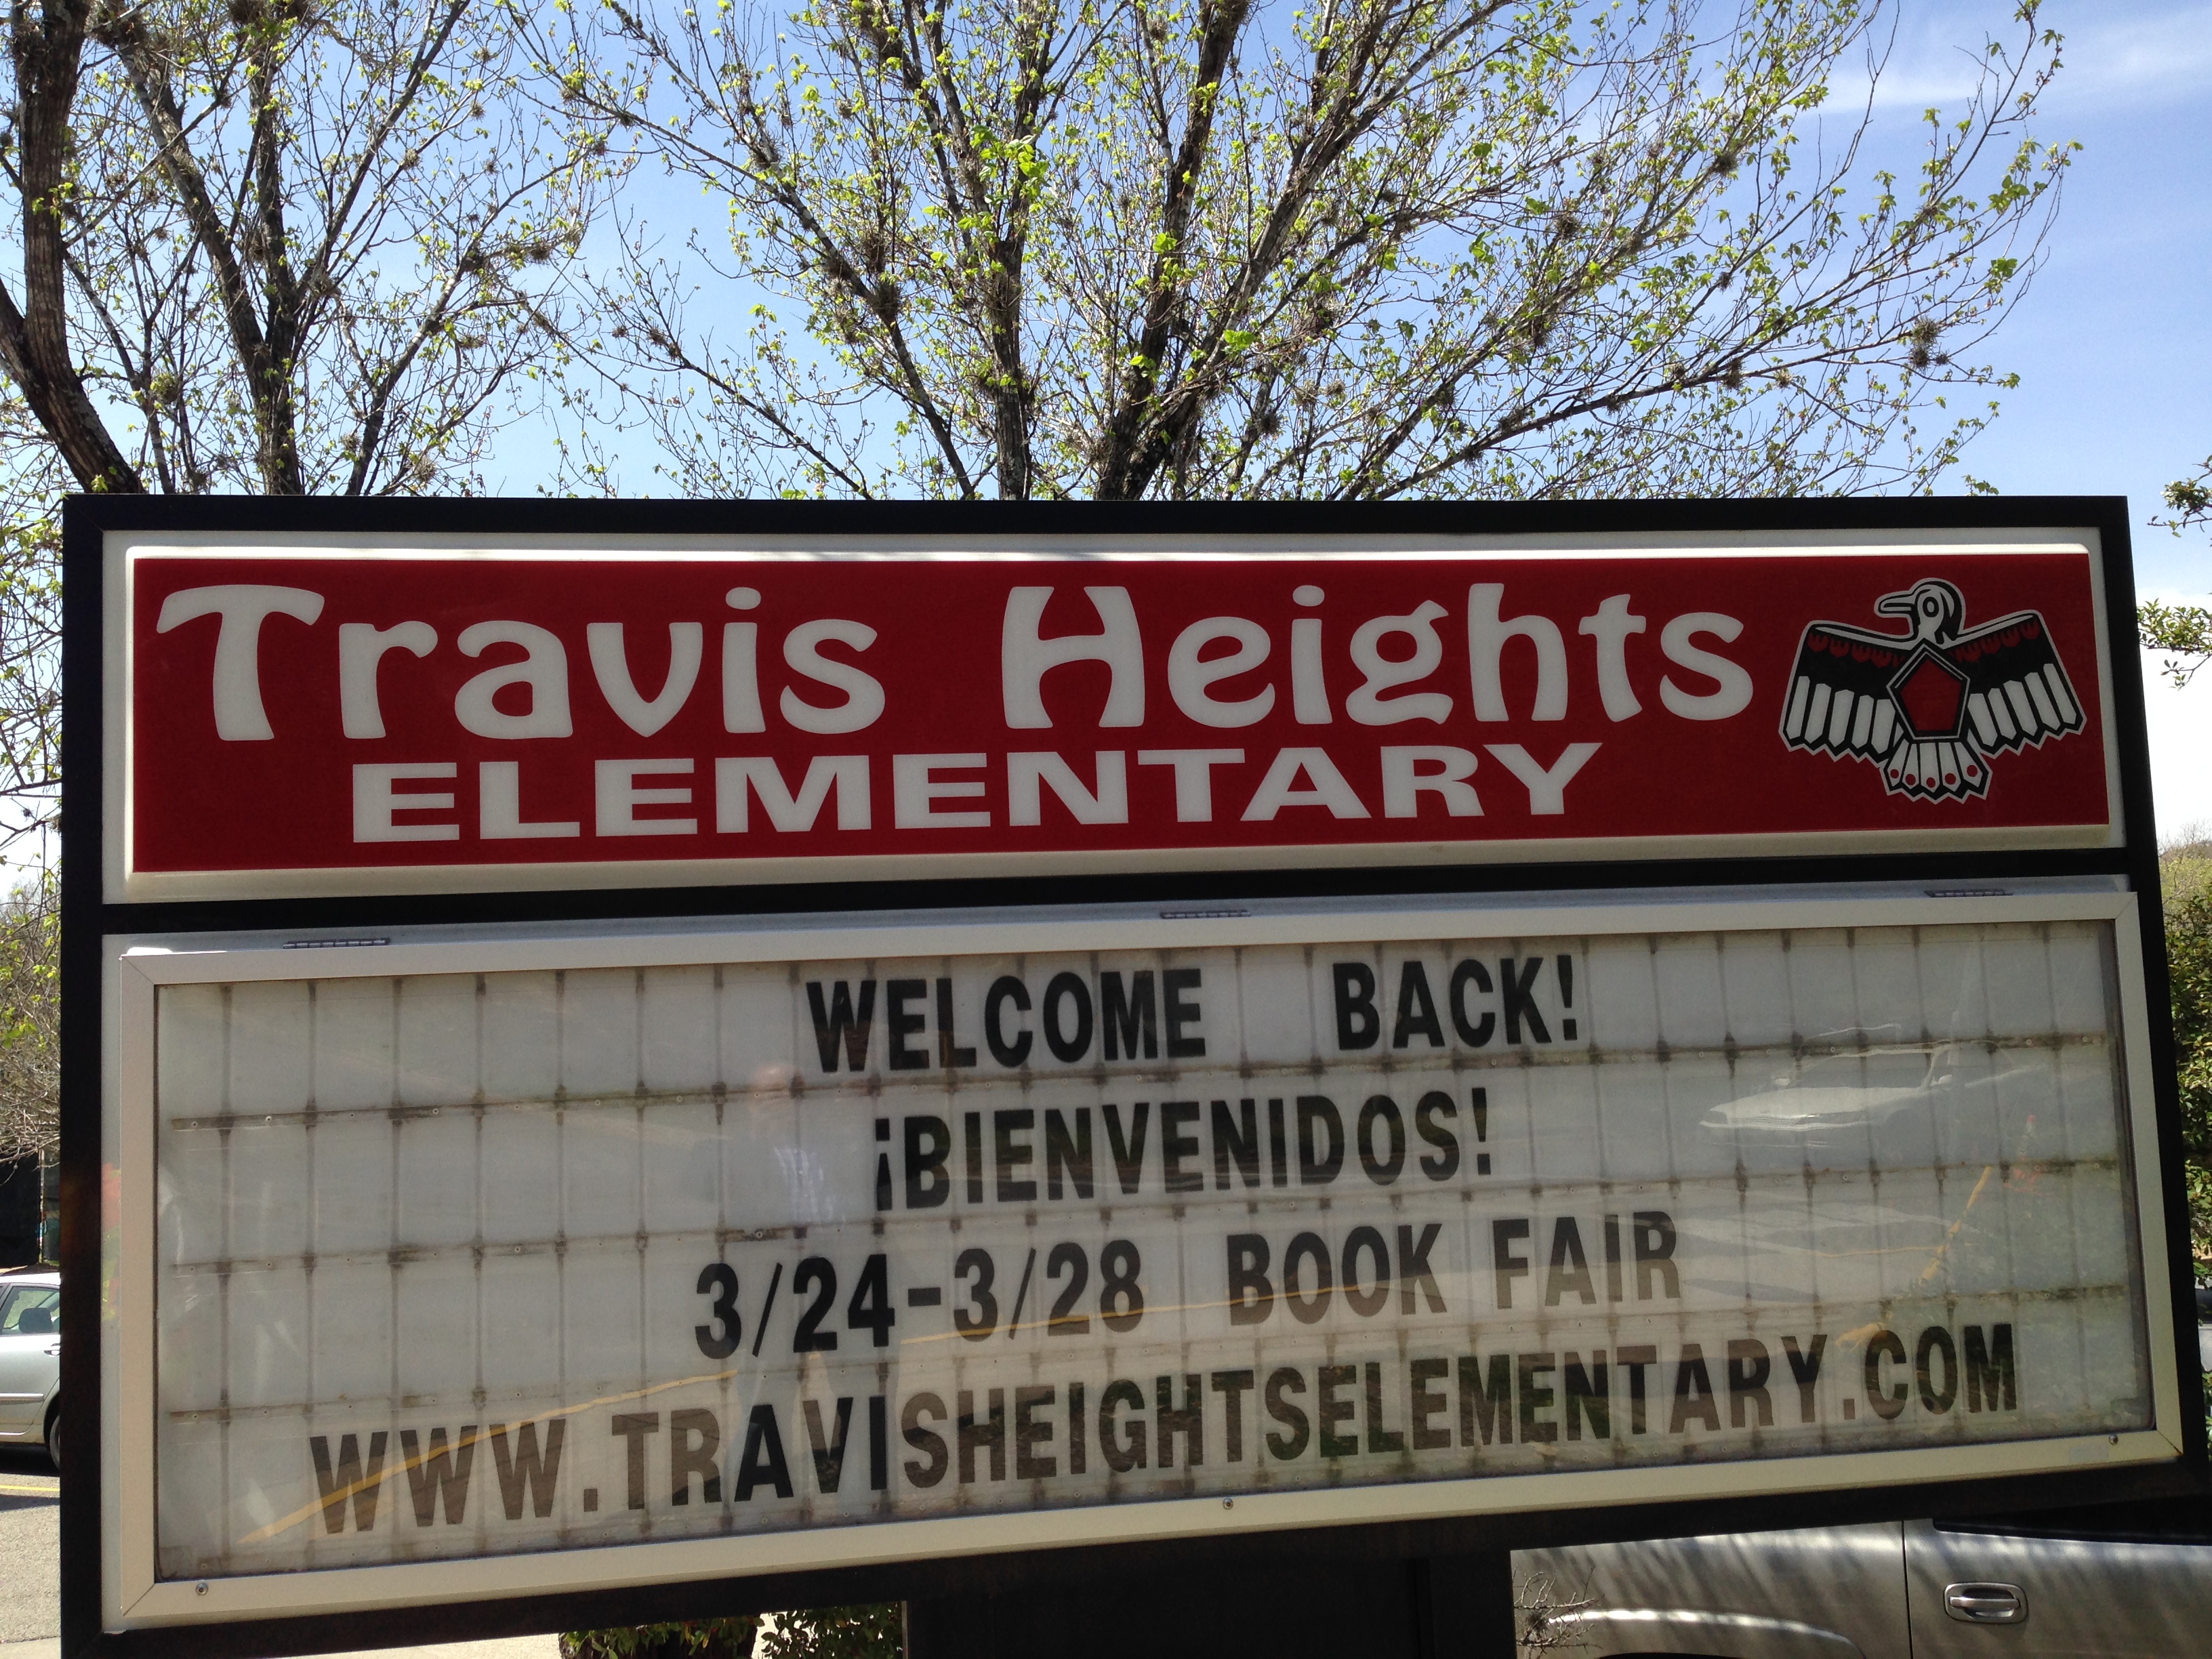 Travis Heights
ELEMENTARY
WELCOME BACK!
¡BIENVENIDOS!
3/24-3/28 BOOK FAIR
WWW.TRAVISHEIGHTSELEMENTARY.COM